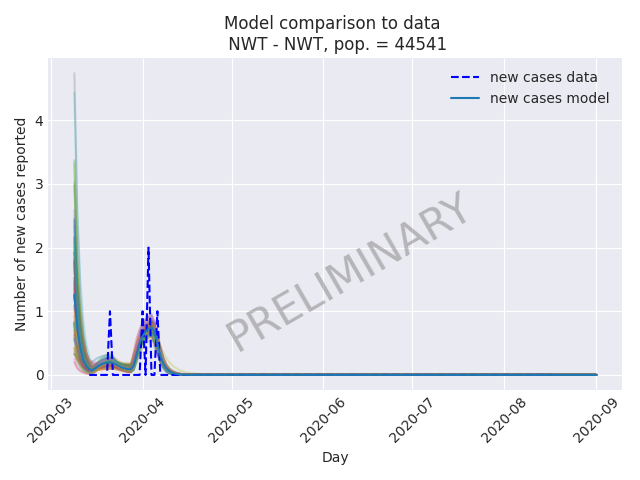 Model comparison to data
NWT - NWT, pop. = 44541
new cases data
new cases model
Number of new cases reported
4
3
2
1
0
PRELIMINARY
2020-03
2020-04
2020-05
2020-06
2020-07
2020-08
2020-09
Day